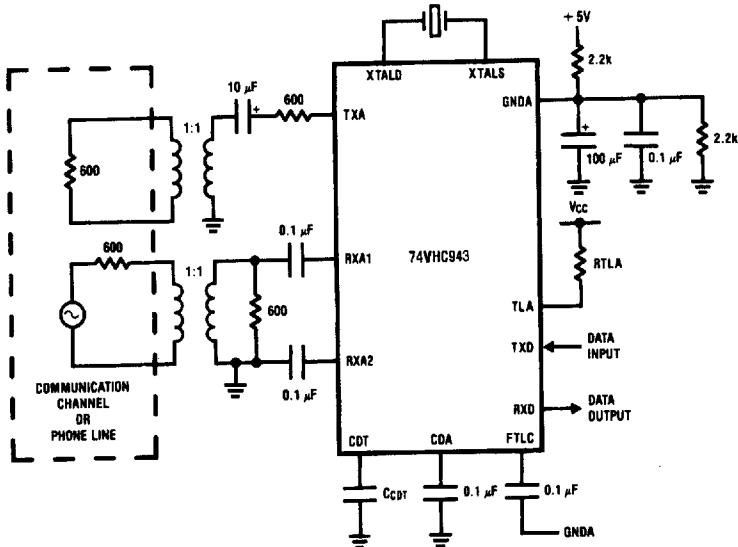 +5V
XTALD
XTALS
2.2k
10 μF
600
TXA
GNDA
1:1
+
+
600
100 μF
0.1 μF
2.2k
VCC
0.1 μF
600
1:1
RXA1
74VHC943
RTLA
600
TLA
TXD
DATA
INPUT
RXA2
0.1 μF
COMMUNICATION
CHANNEL
OR
PHONE LINE
RXD
DATA
OUTPUT
CDT
CDA
FTLC
CCDT
0.1 μF
0.1 μF
GNDA